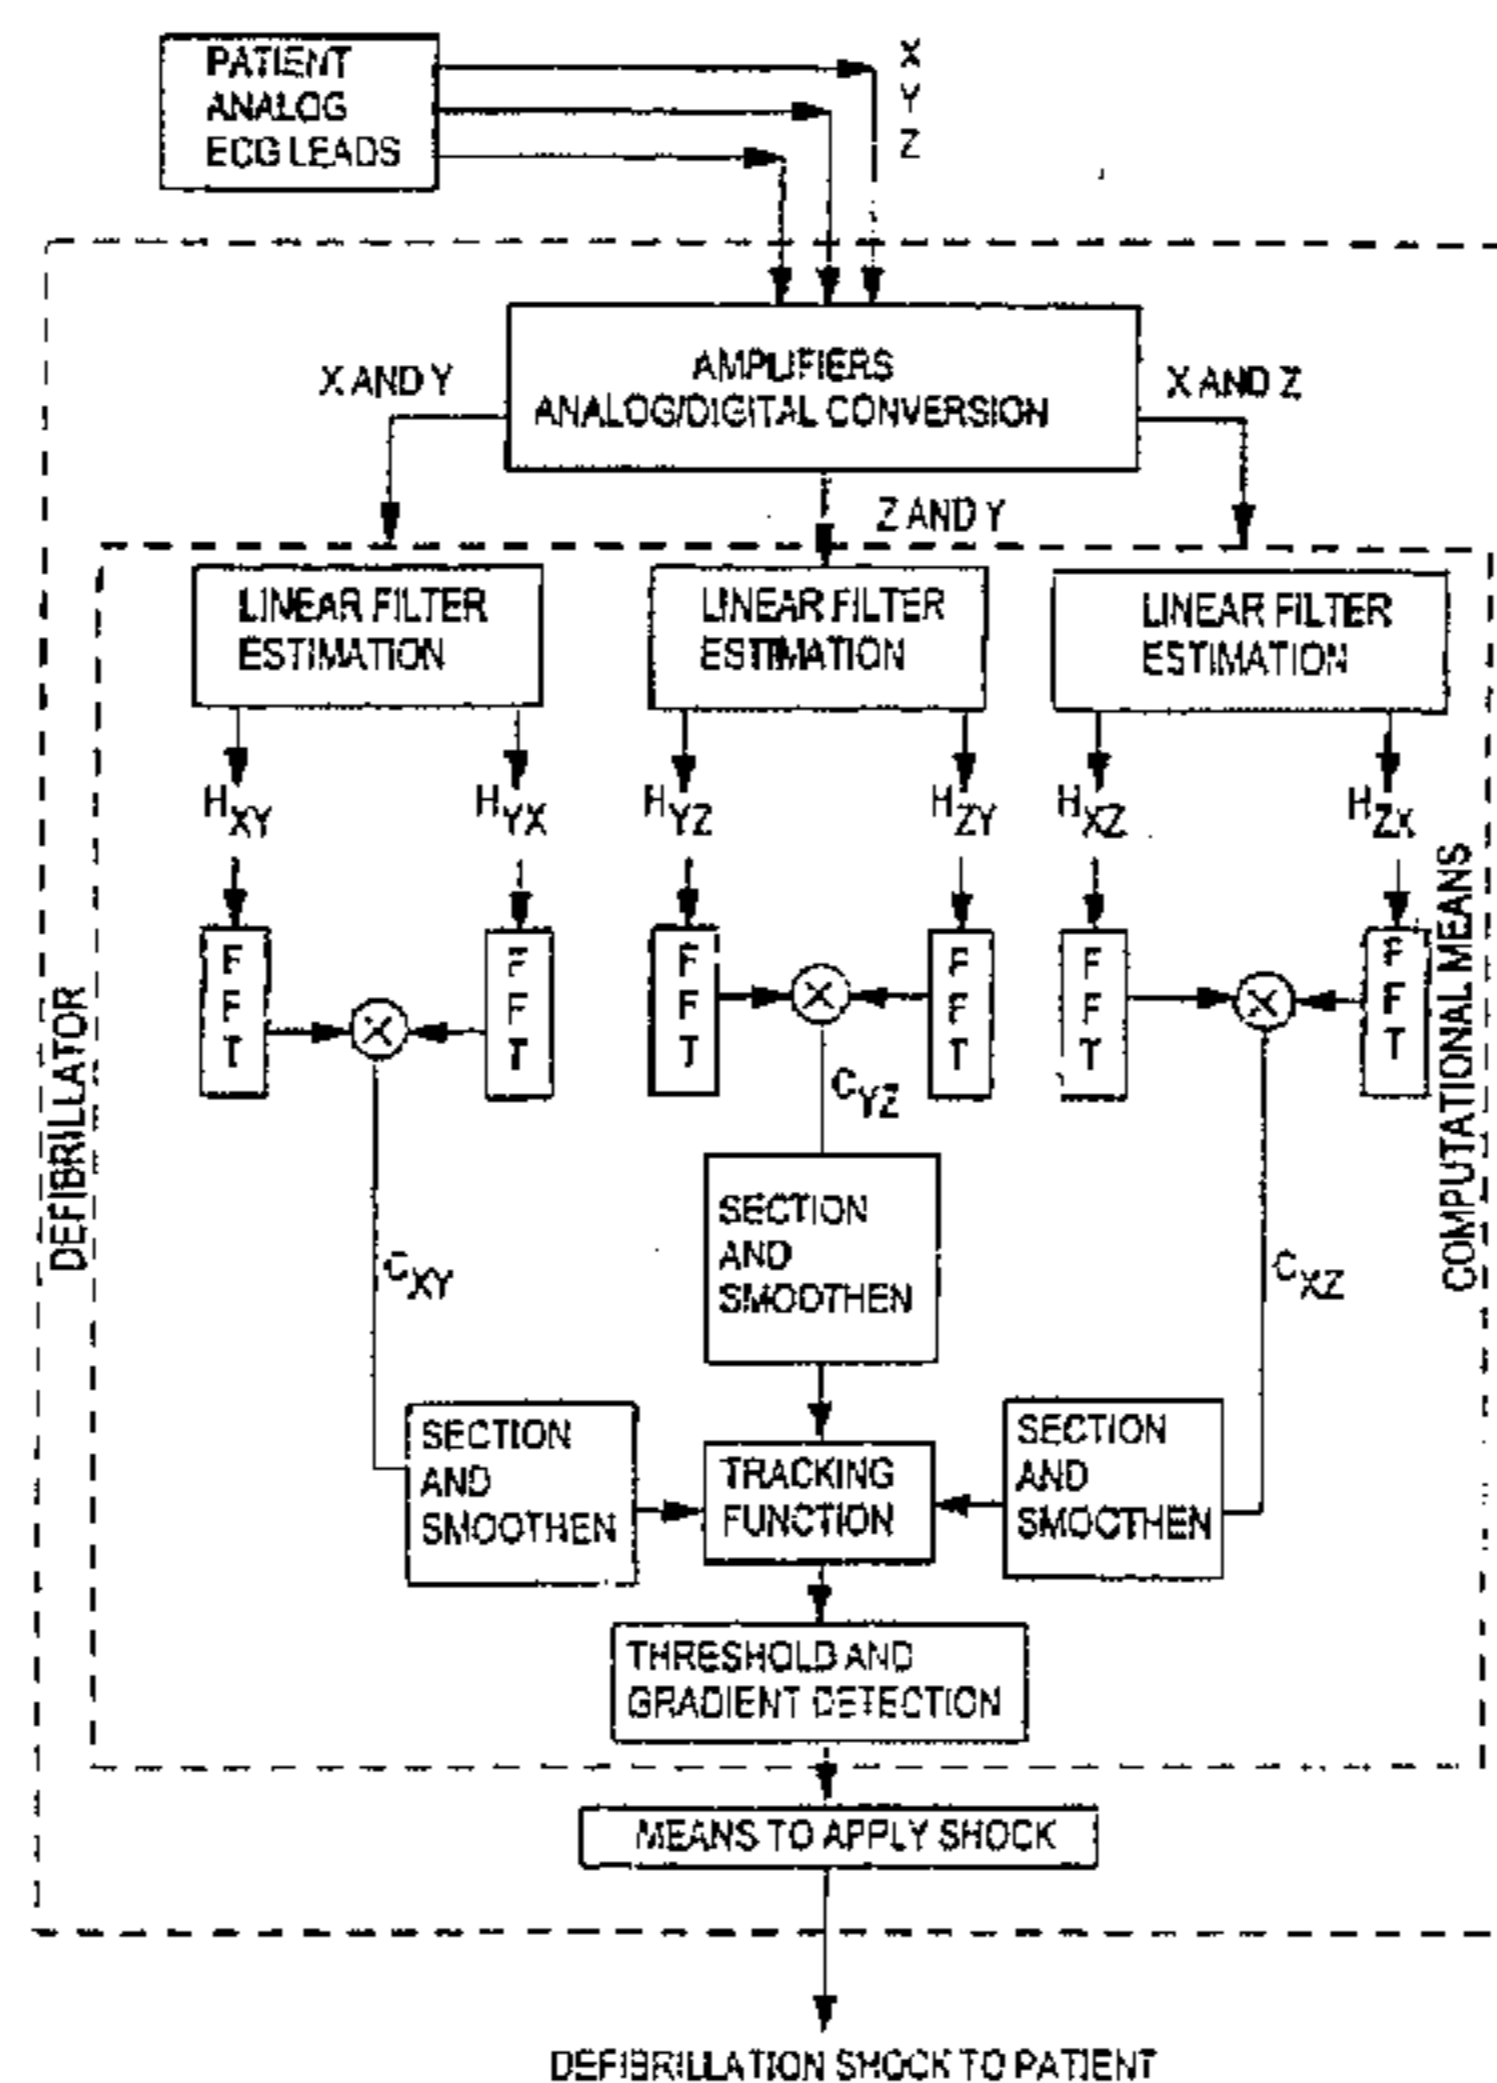 PATIENT
ANALOG
ECG LEADS
X
Y
Z
X AND Y
AMPLIFIERS
ANALOG/DIGITAL CONVERSION
X AND Z
Z AND Y
LINEAR FILTER
ESTIMATION
LINEAR FILTER
ESTIMATION
LINEAR FILTER
ESTIMATION
HXY
HYX
HYZ
HZY
HXZ
HZX
FFT
FFT
FFT
FFT
FFT
FFT
X
X
X
DEFIBRILLATOR
COMPUTATIONAL MEANS
CYZ
CXY
CXZ
SECTION
AND
SMOOTHEN
SECTION
AND
SMOOTHEN
TRACKING
FUNCTION
SECTION
AND
SMOOTHEN
THRESHOLD AND
GRADIENT DETECTION
MEANS TO APPLY SHOCK
DEFIBRILLATION SHOCK TO PATIENT